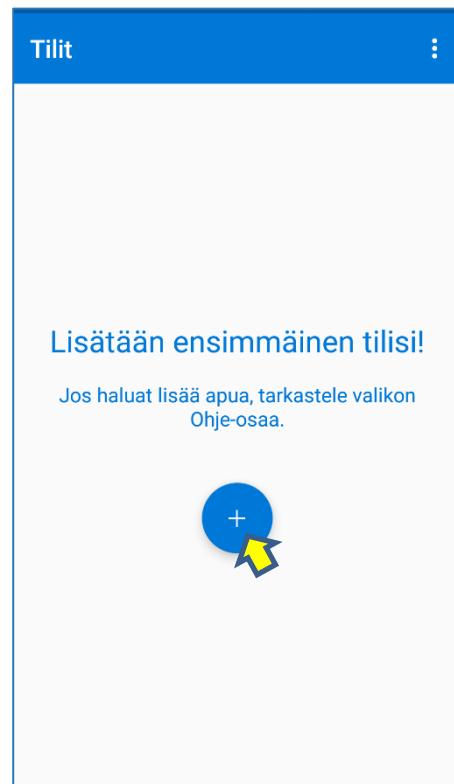 Tilit
Lisätään ensimmäinen tilisi!
Jos haluat lisää apua, tarkastele valikon
Ohje-osaa.